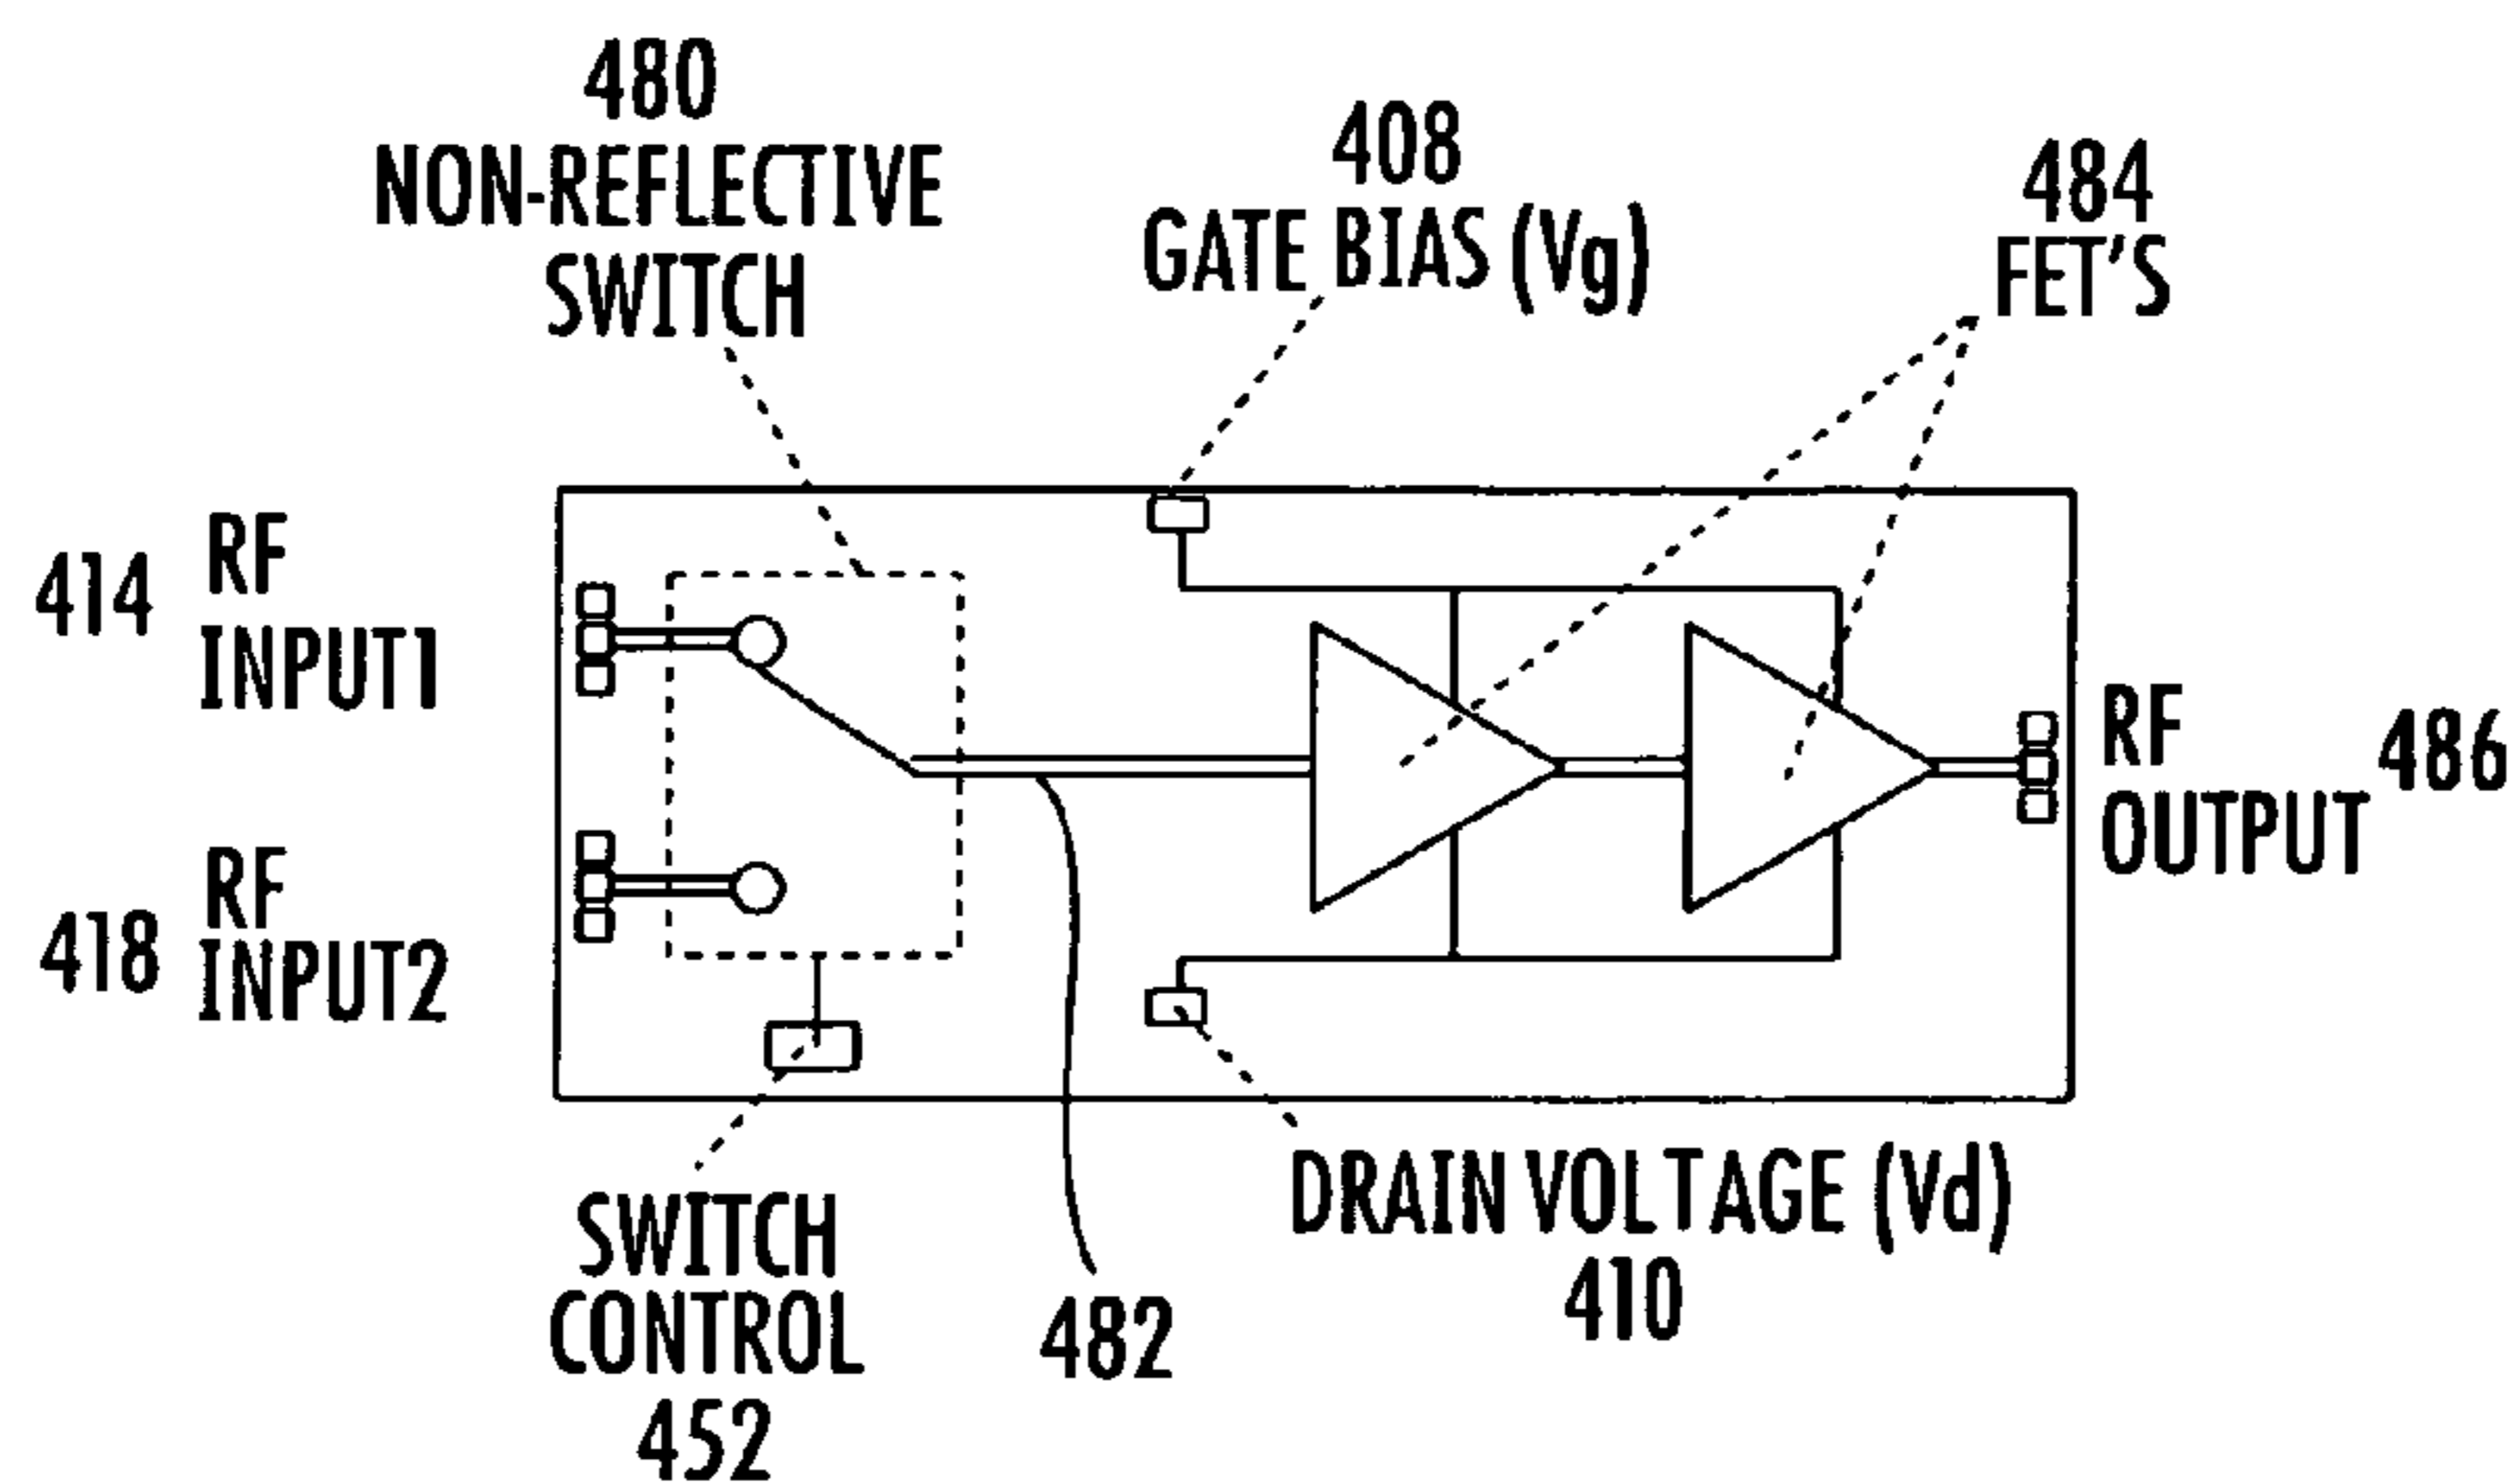 480
NON-REFLECTIVE
SWITCH
408
GATE BIAS (Vg)
484
FET'S
414
RF
INPUT1
418
RF
INPUT2
RF
OUTPUT
486
SWITCH
CONTROL
452
482
DRAIN VOLTAGE (Vd)
410